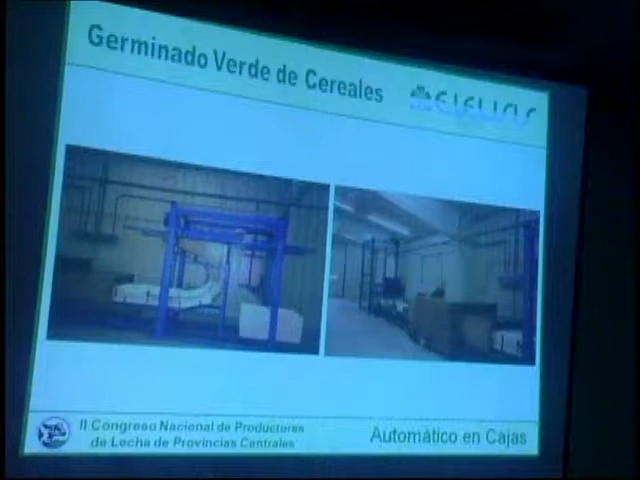 Germinado Verde de Cereales
II Congreso Nacional de Productores
de Lecha de Provincias Centrales
Automático en Cajas